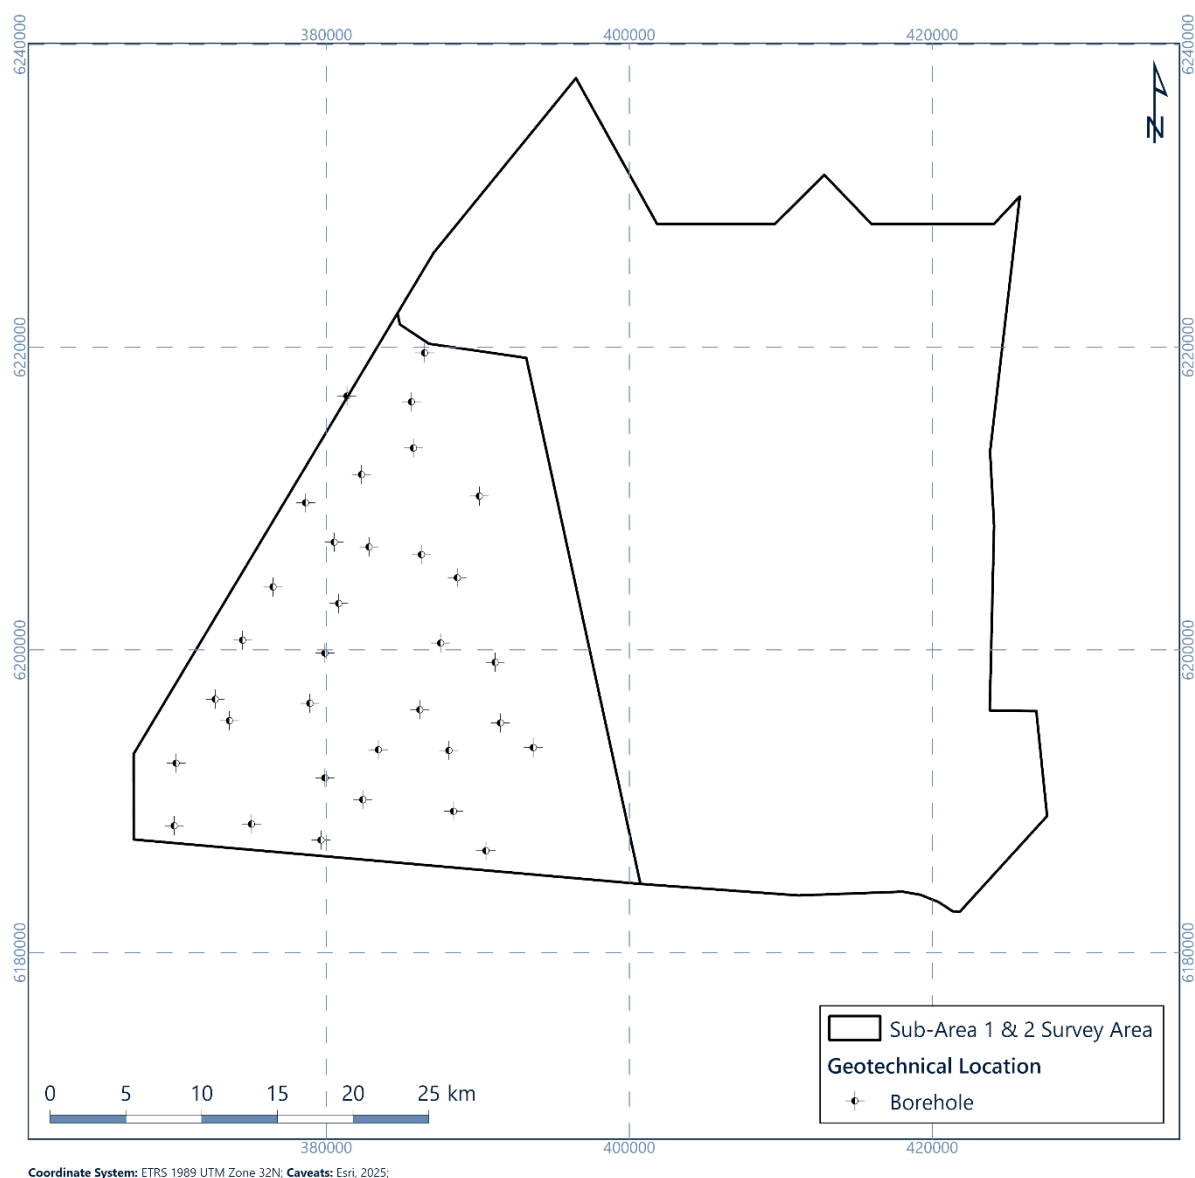 380000 400000 420000
6240000 6240000
N
6220000 6220000
6200000 6200000
6180000 6180000
Sub-Area 1 & 2 Survey Area
Geotechnical Location
Borehole
0 5 10 15 20 25 km
380000 400000 420000
Coordinate System: ETRS 1989 UTM Zone 32N; Caveats: Esri, 2025;